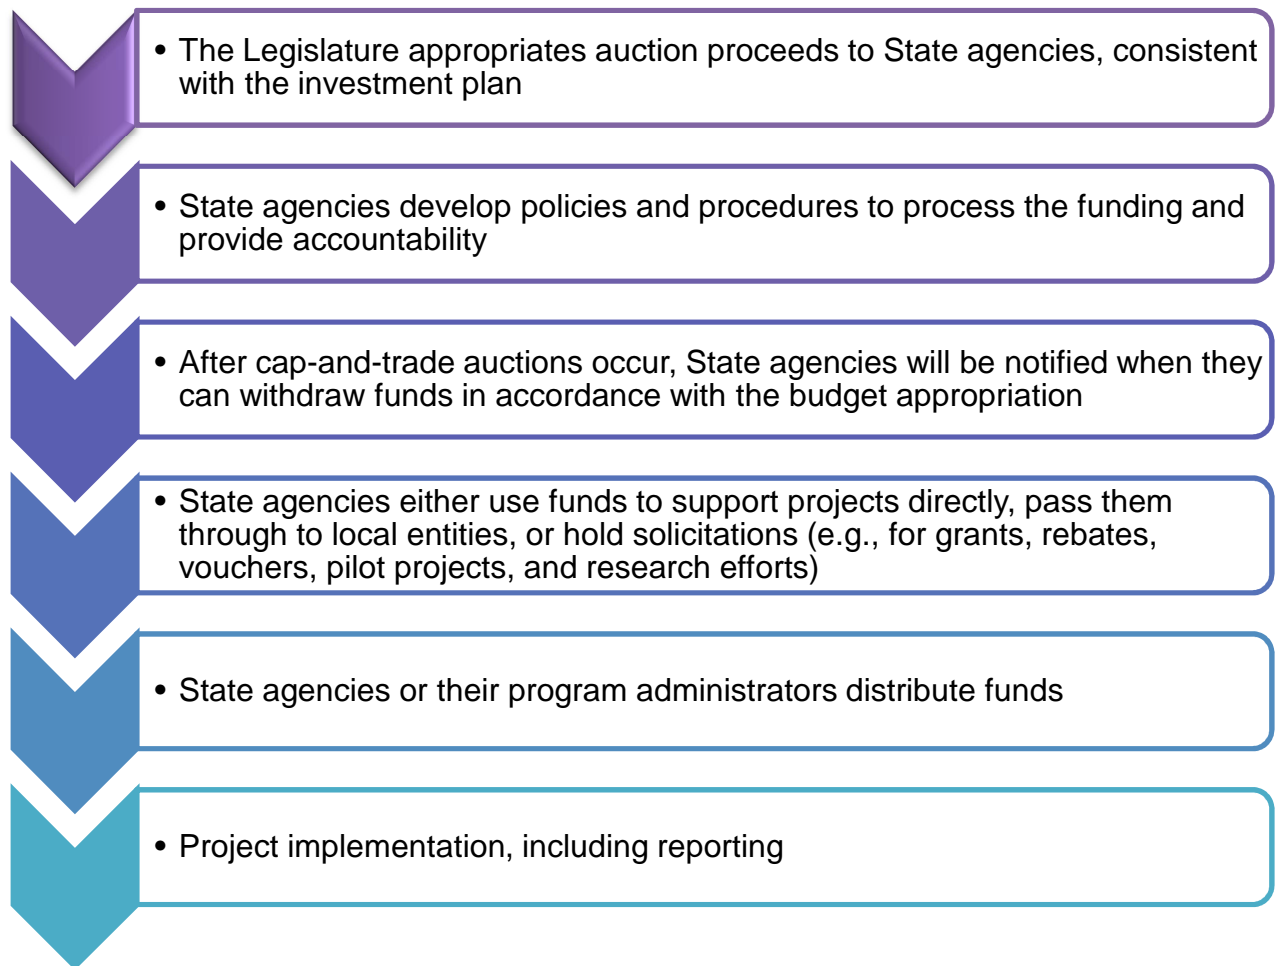 • The Legislature appropriates auction proceeds to State agencies, consistent
with the investment plan
• State agencies develop policies and procedures to process the funding and
provide accountability
• After cap-and-trade auctions occur, State agencies will be notified when they
can withdraw funds in accordance with the budget appropriation
• State agencies either use funds to support projects directly, pass them
through to local entities, or hold solicitations (e.g., for grants, rebates,
vouchers, pilot projects, and research efforts)
• State agencies or their program administrators distribute funds
• Project implementation, including reporting